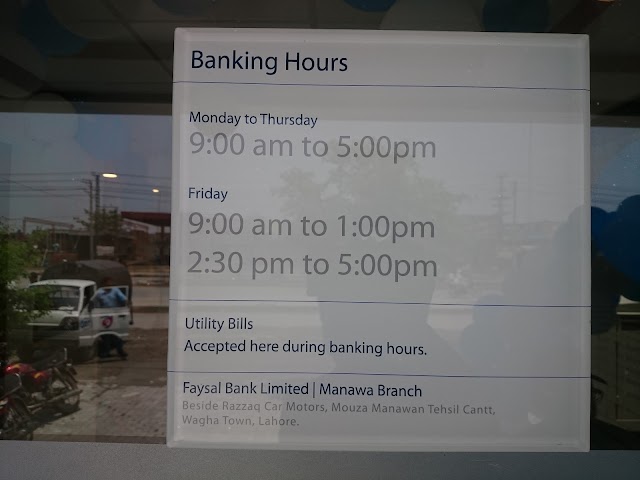 Banking Hours
Monday to Thursday
9:00 am to 5:00pm
Friday
9:00 am to 1:00pm
2:30 pm to 5:00pm
Utility Bills
Accepted here during banking hours.
Faysal Bank Limited | Manawa Branch
Beside Razzaq Car Motors, Mouza Manawan Tehsil Cantt,
Wagha Town, Lahore.